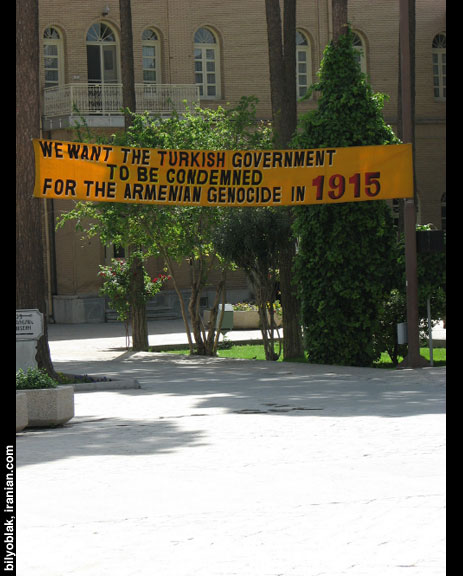 WE WANT THE TURKISH GOVERNMENT
TO BE CONDEMNED
FOR THE ARMENIAN GENOCIDE IN 1915
bilyoblak, iranian.com